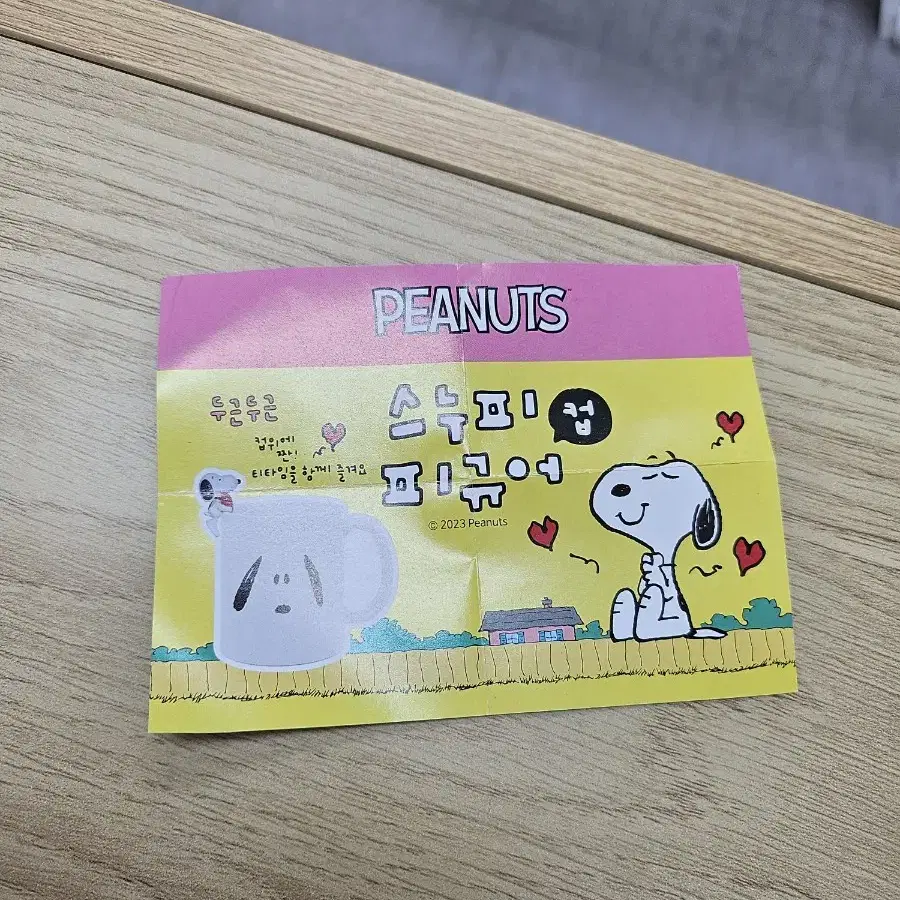 PEANUTS™
두근두근
컵위에
짠!
티타임을 함께 즐겨요
스누피 컵
피규어
© 2023 Peanuts